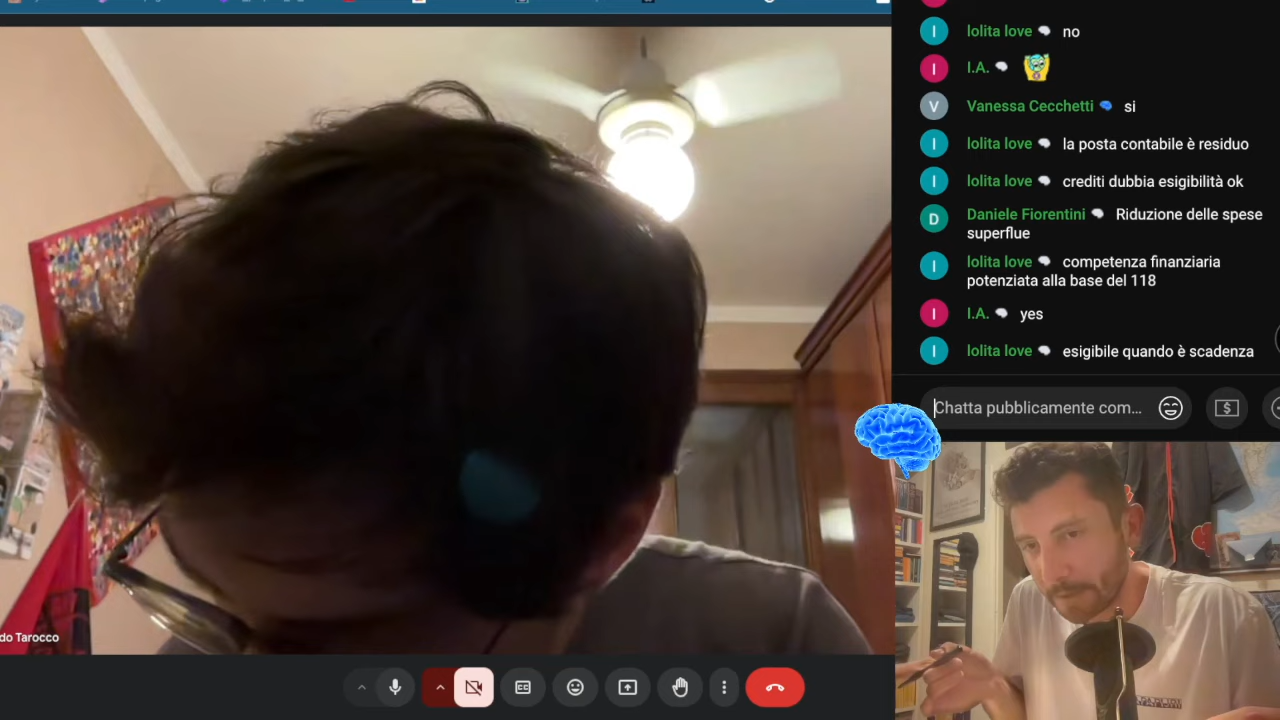 lolita love no
I.A.
V Vanessa Cecchetti si
lolita love la posta contabile è residuo
lolita love crediti dubbia esigibilità ok
D Daniele Fiorentini Riduzione delle spese
superflue
lolita love competenza finanziaria
potenziata alla base del 118
I.A. yes
lolita love esigibile quando è scadenza
Chatta pubblicamente com...
do Tarocco